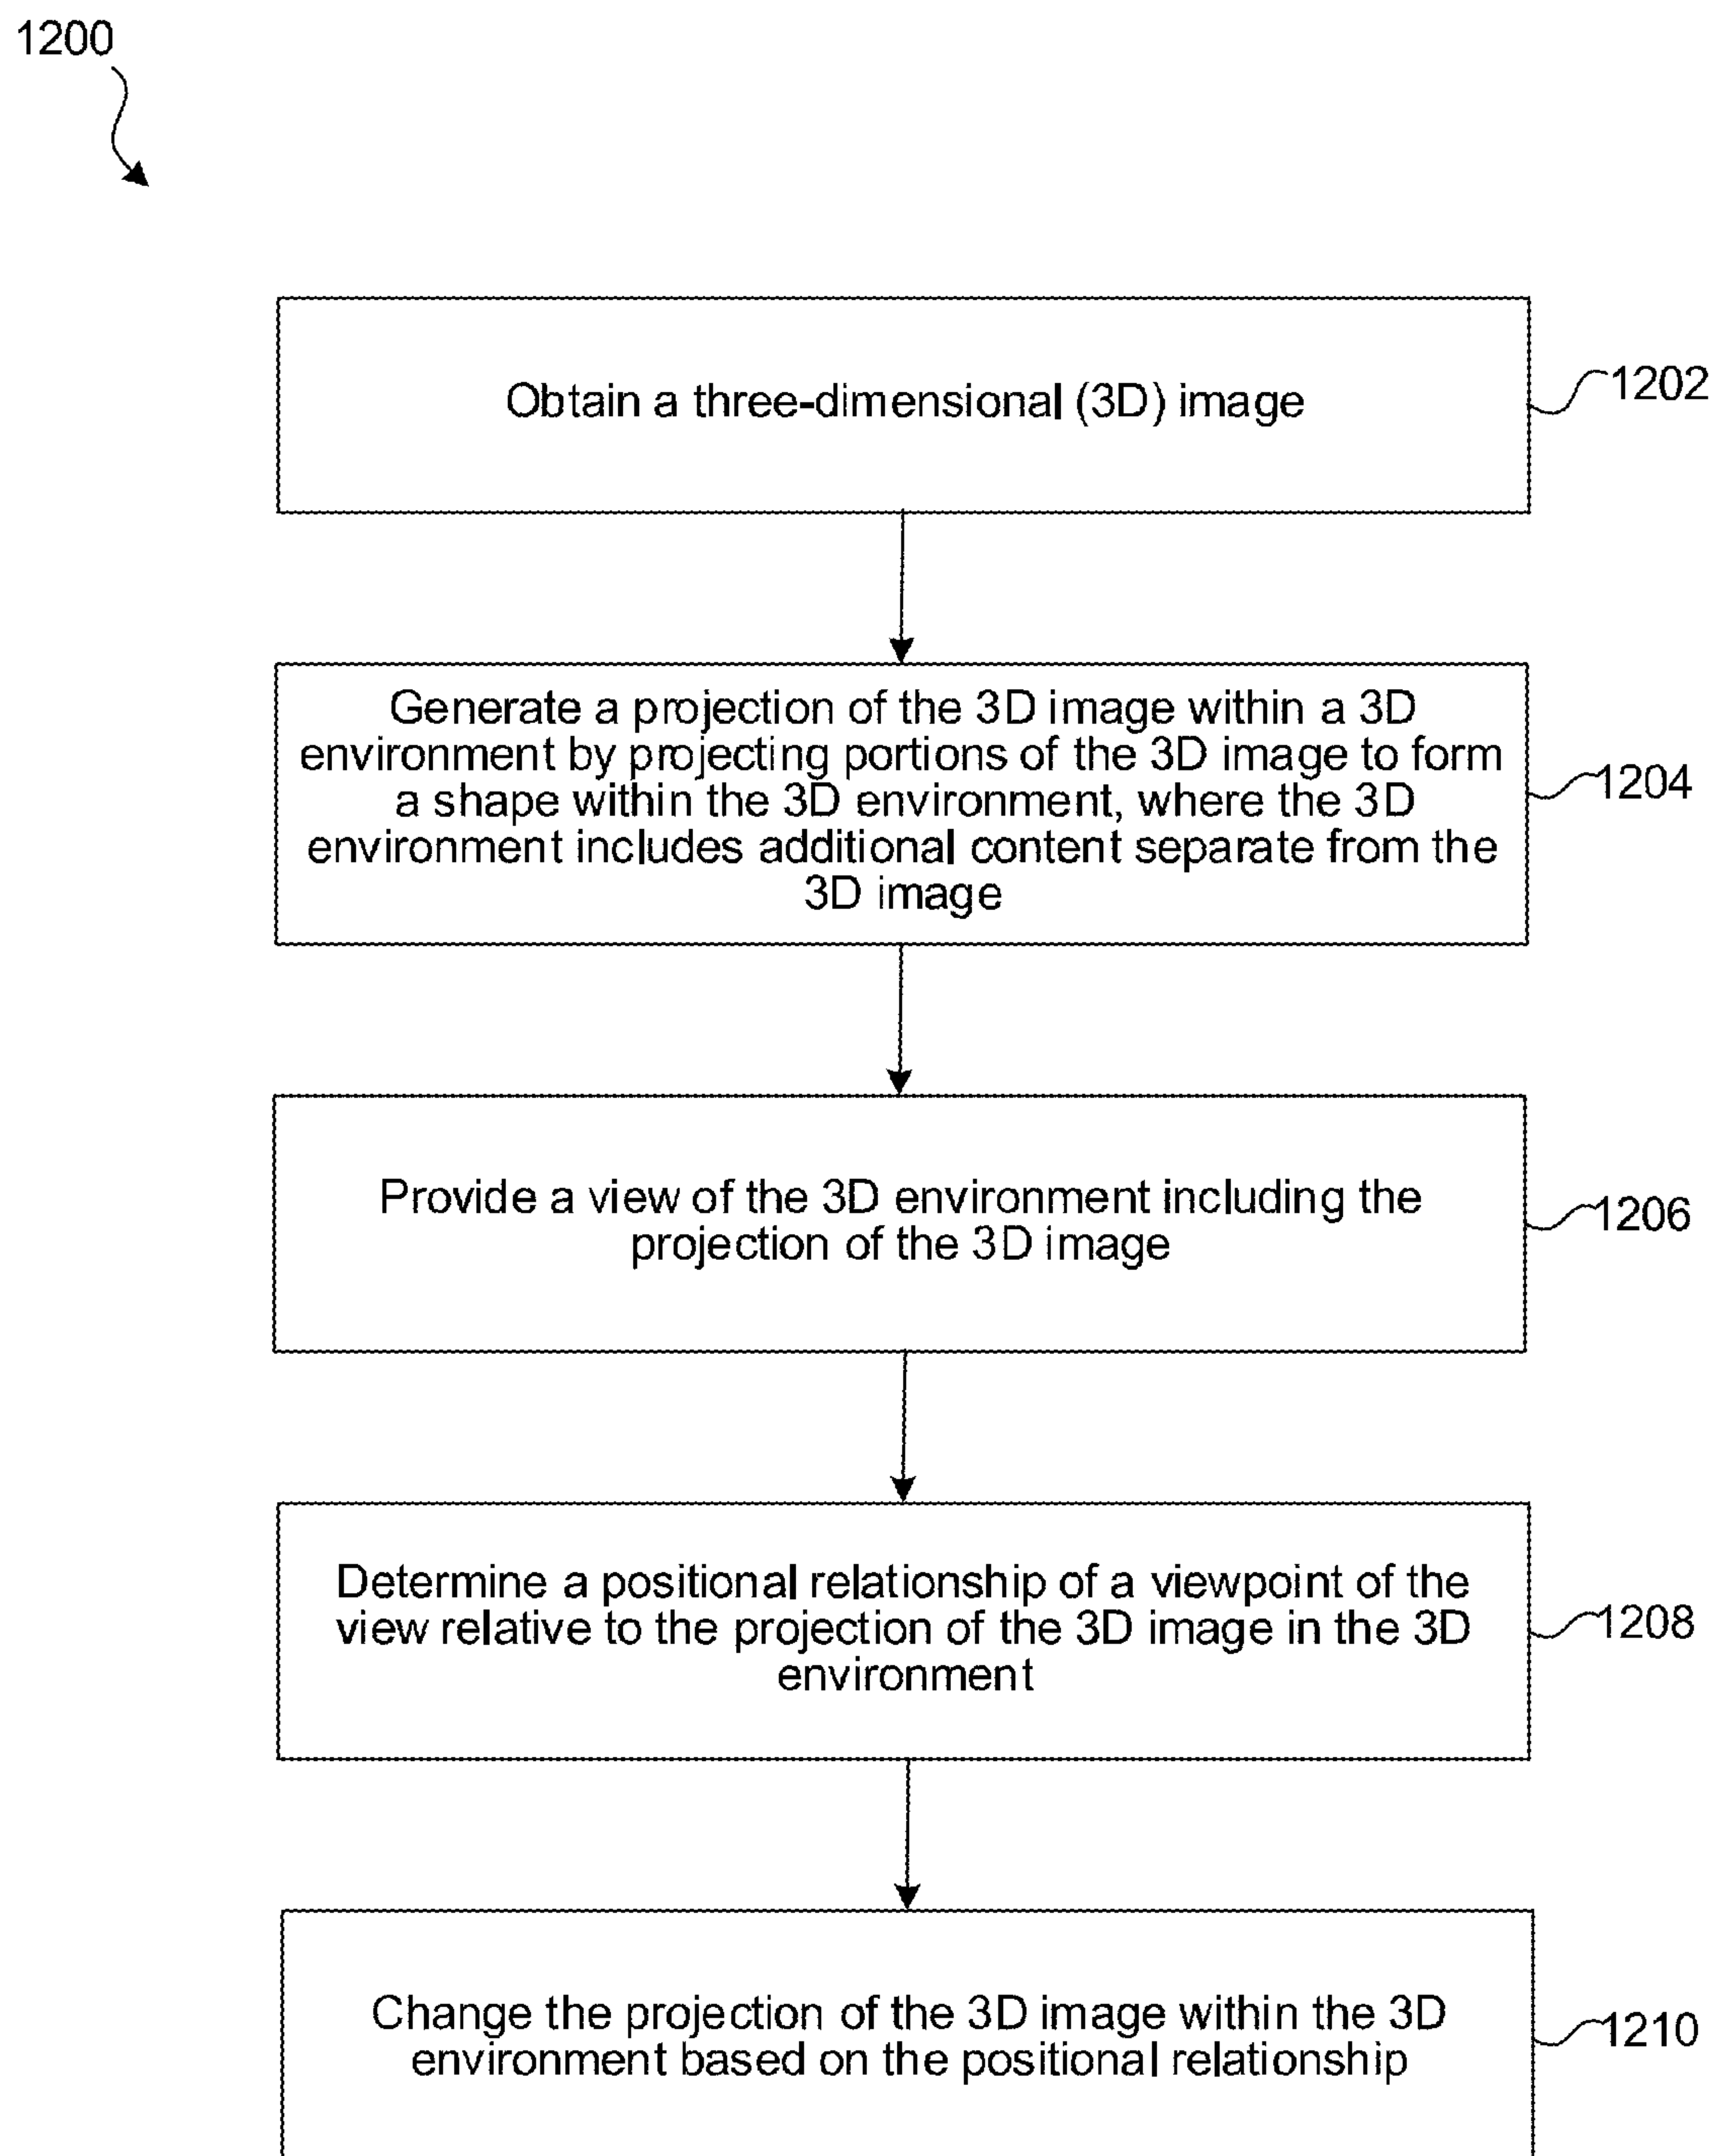 1200
Obtain a three-dimensional (3D) image
1202
Generate a projection of the 3D image within a 3D
environment by projecting portions of the 3D image to form
a shape within the 3D environment, where the 3D
environment includes additional content separate from the
3D image
1204
Provide a view of the 3D environment including the
projection of the 3D image
1206
Determine a positional relationship of a viewpoint of the
view relative to the projection of the 3D image in the 3D
environment
1208
Change the projection of the 3D image within the 3D
environment based on the positional relationship
1210